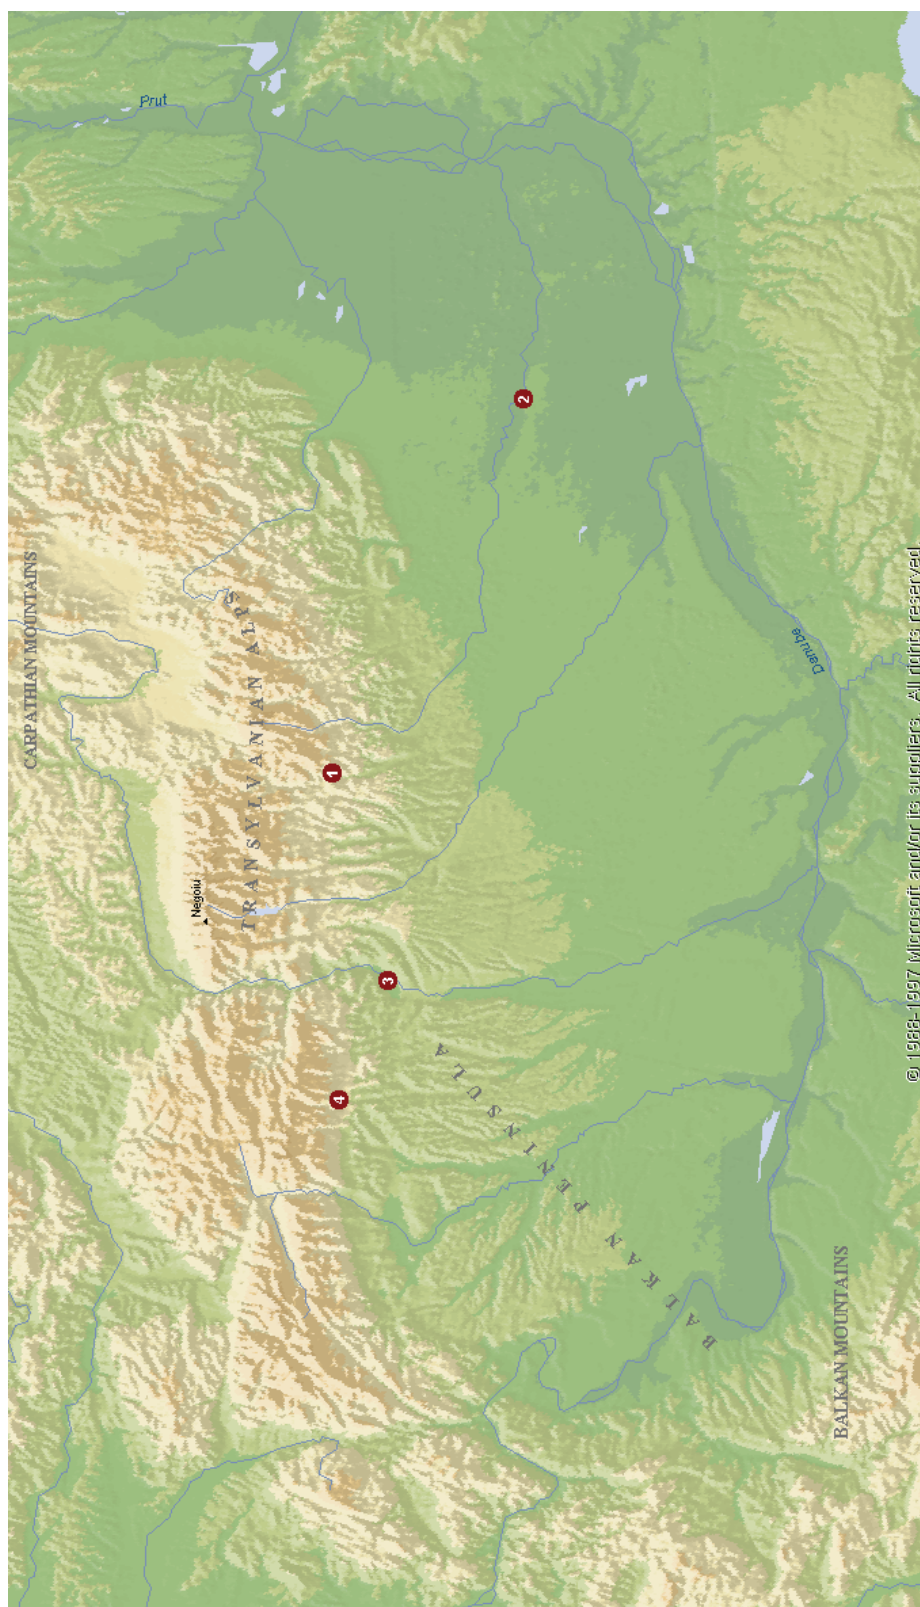 Prut
CARPATHIAN MOUNTAINS
TRANSYLVANIAN ALPS
Negoiu
1
2
3
4
Danube
BALKAN PENINSULA
BALKAN MOUNTAINS
© 1988-1997 Microsoft and/or its suppliers. All rights reserved.